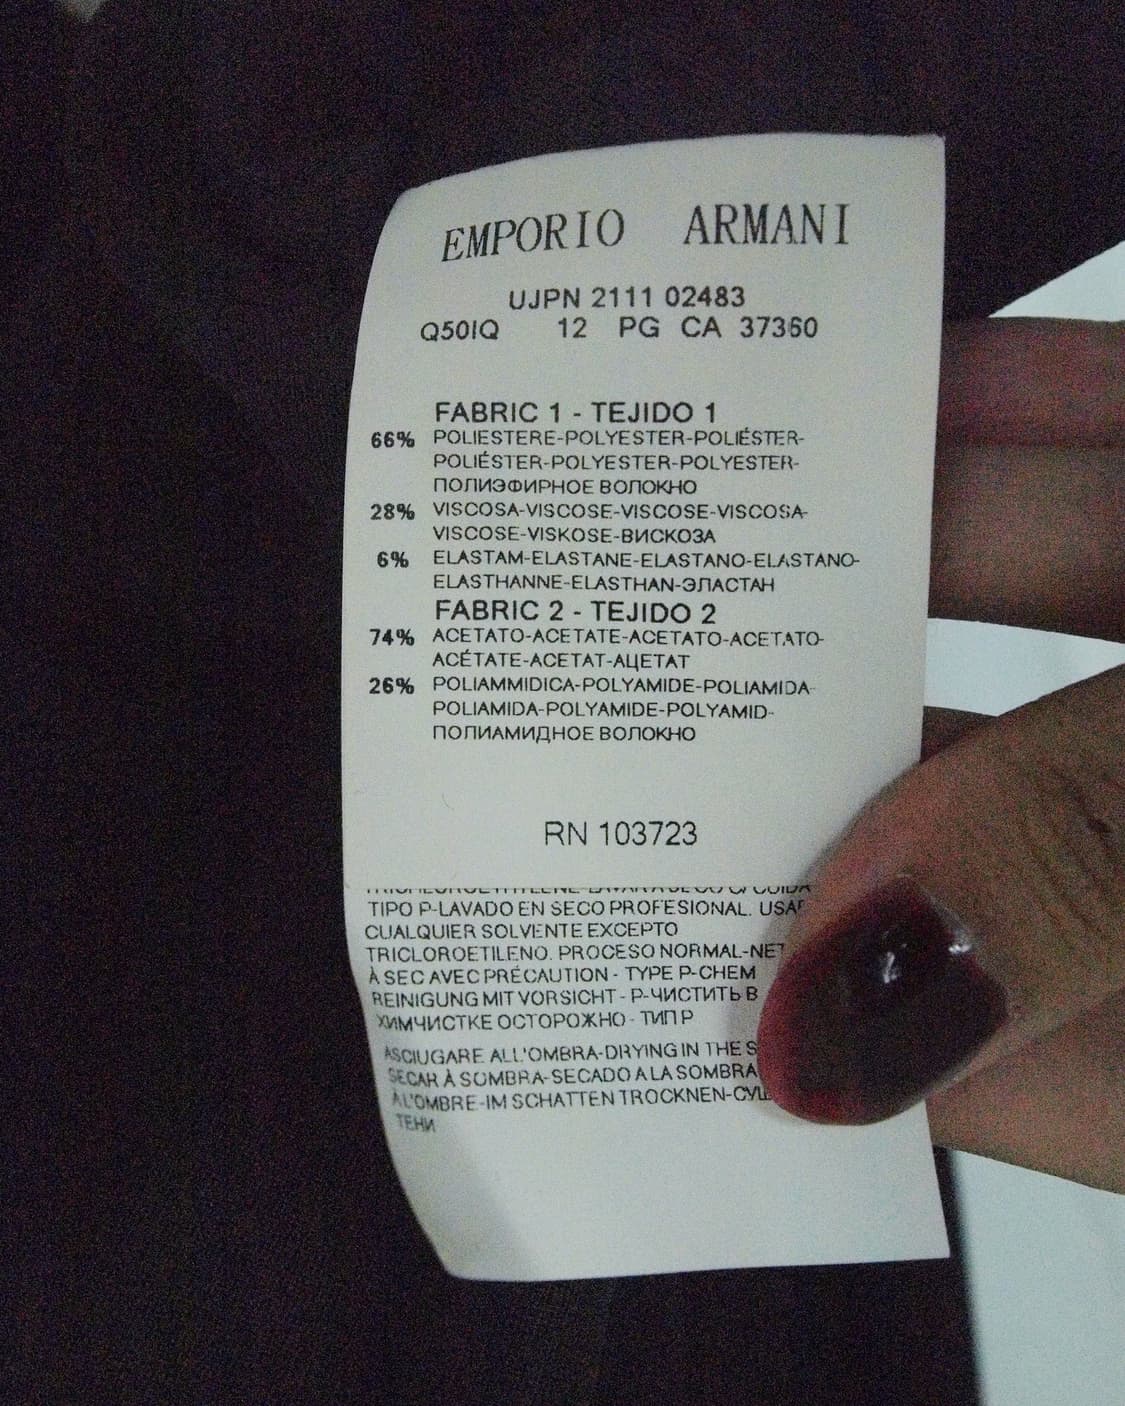 EMPORIO ARMANI
UJPN 2111 02483
Q50IQ 12 PG CA 37360
FABRIC 1 - TEJIDO 1
66% POLIESTERE-POLYESTER-POLIÉSTER-
POLIÉSTER-POLYESTER-POLYESTER-
ПОЛИЭФИРНОЕ ВОЛОКНО
28% VISCOSA-VISCOSE-VISCOSE-VISCOSA-
VISCOSE-VISKOSE-ВИСКОЗА
6% ELASTAM-ELASTANE-ELASTANO-ELASTANO-
ELASTHANNE-ELASTHAN-ЭЛАСТАН
FABRIC 2 - TEJIDO 2
74% ACETATO-ACETATE-ACETATO-ACETATO-
ACÉTATE-ACETAT-АЦЕТАТ
26% POLIAMMIDICA-POLYAMIDE-POLIAMIDA-
POLIAMIDA-POLYAMIDE-POLYAMID-
ПОЛИАМИДНОЕ ВОЛОКНО
RN 103723
TIPO P-LAVADO EN SECO PROFESIONAL. USAR
CUALQUIER SOLVENTE EXCEPTO
TRICLOROETILENO. PROCESO NORMAL-NET
À SEC AVEC PRÉCAUTION - TYPE P-CHEM
REINIGUNG MIT VORSICHT - P-ЧИСТИТЬ В
ХИМЧИСТКЕ ОСТОРОЖНО - ТИП P
ASCIUGARE ALL'OMBRA-DRYING IN THE S
SECAR À SOMBRA-SECADO A LA SOMBRA
À L'OMBRE-IM SCHATTEN TROCKNEN-СУШ
ТЕНИ